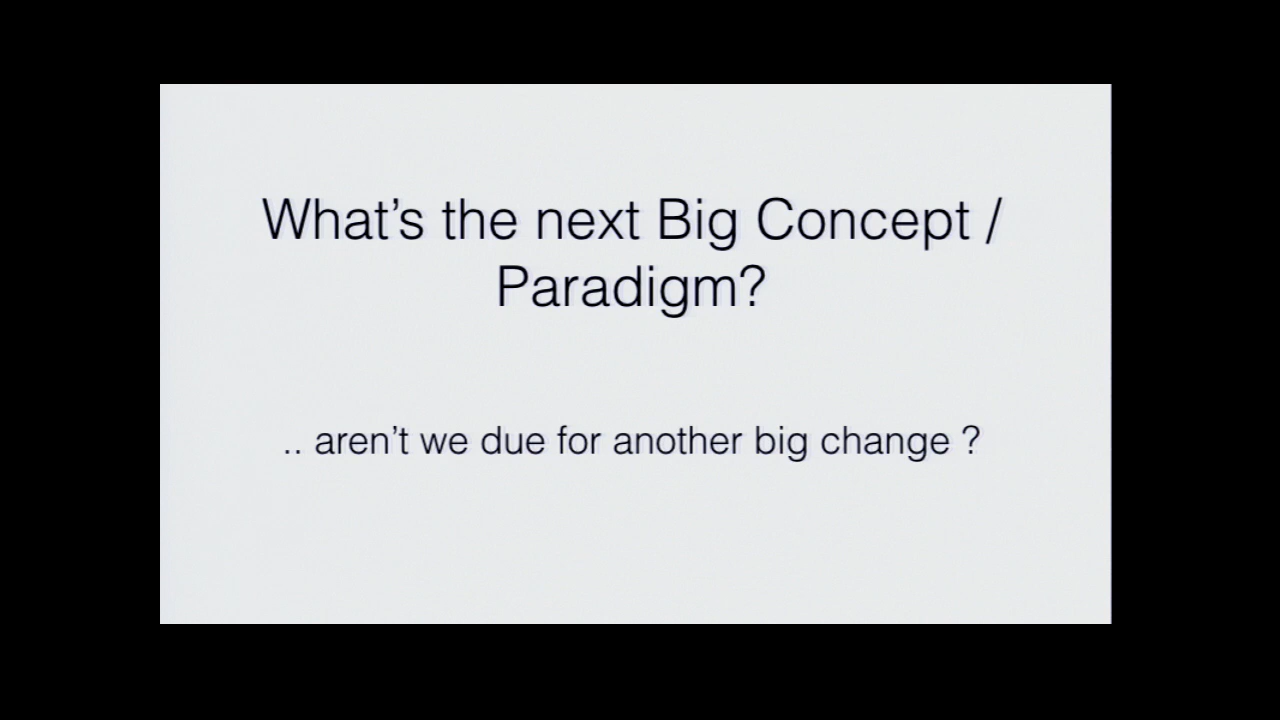 What's the next Big Concept /
Paradigm?
.. aren't we due for another big change ?